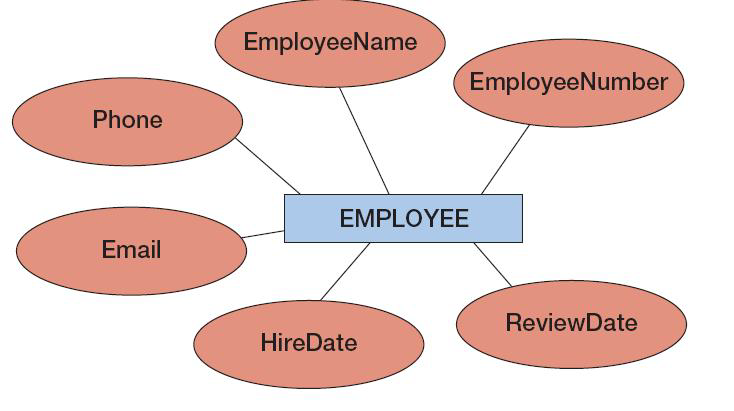 EmployeeName
EmployeeNumber
Phone
EMPLOYEE
Email
HireDate
ReviewDate